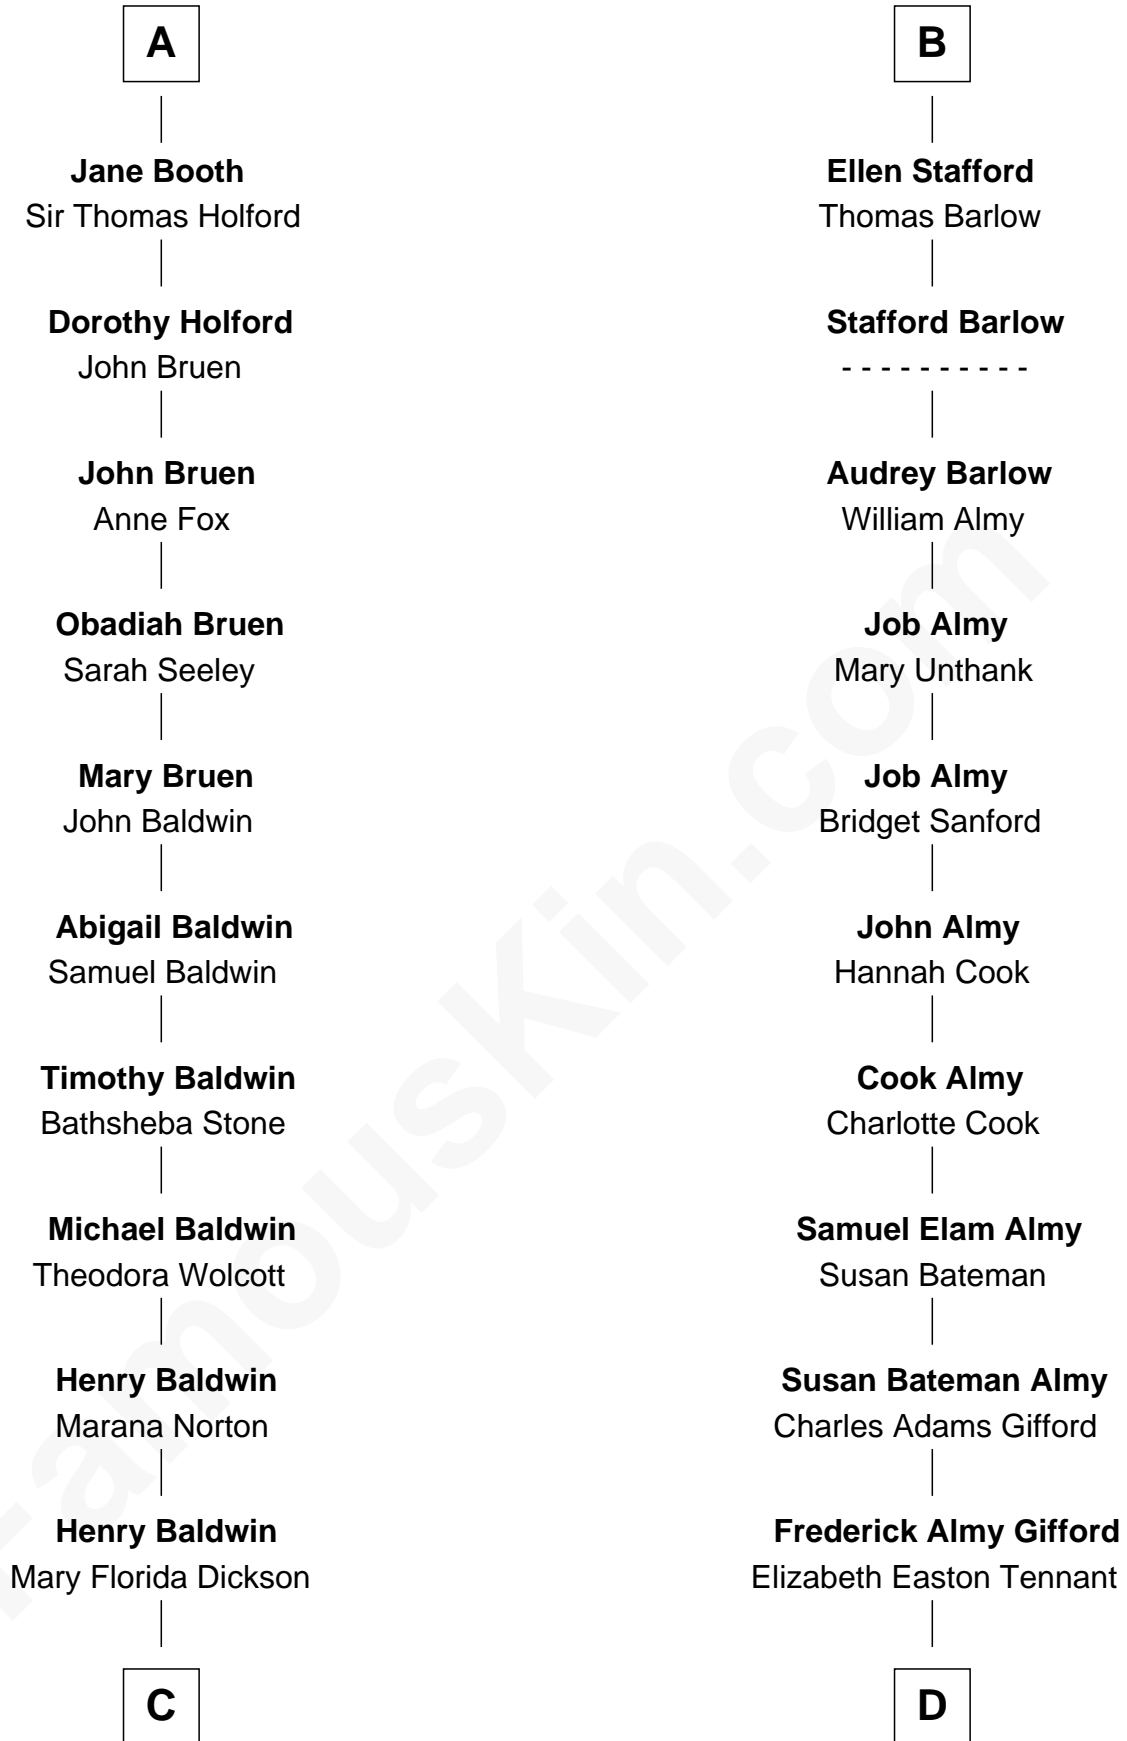 A
Jane Booth
Sir Thomas Holford
Dorothy Holford
John Bruen
John Bruen
Anne Fox
Obadiah Bruen
Sarah Seeley
Mary Bruen
John Baldwin
Abigail Baldwin
Samuel Baldwin
Timothy Baldwin
Bathsheba Stone
Michael Baldwin
Theodora Wolcott
Henry Baldwin
Marana Norton
Henry Baldwin
Mary Florida Dickson
C
B
Ellen Stafford
Thomas Barlow
Stafford Barlow
- - - - - - - - - -
Audrey Barlow
William Almy
Job Almy
Mary Unthank
Job Almy
Bridget Sanford
John Almy
Hannah Cook
Cook Almy
Charlotte Cook
Samuel Elam Almy
Susan Bateman
Susan Bateman Almy
Charles Adams Gifford
Frederick Almy Gifford
Elizabeth Easton Tennant
D
FamousKin.com